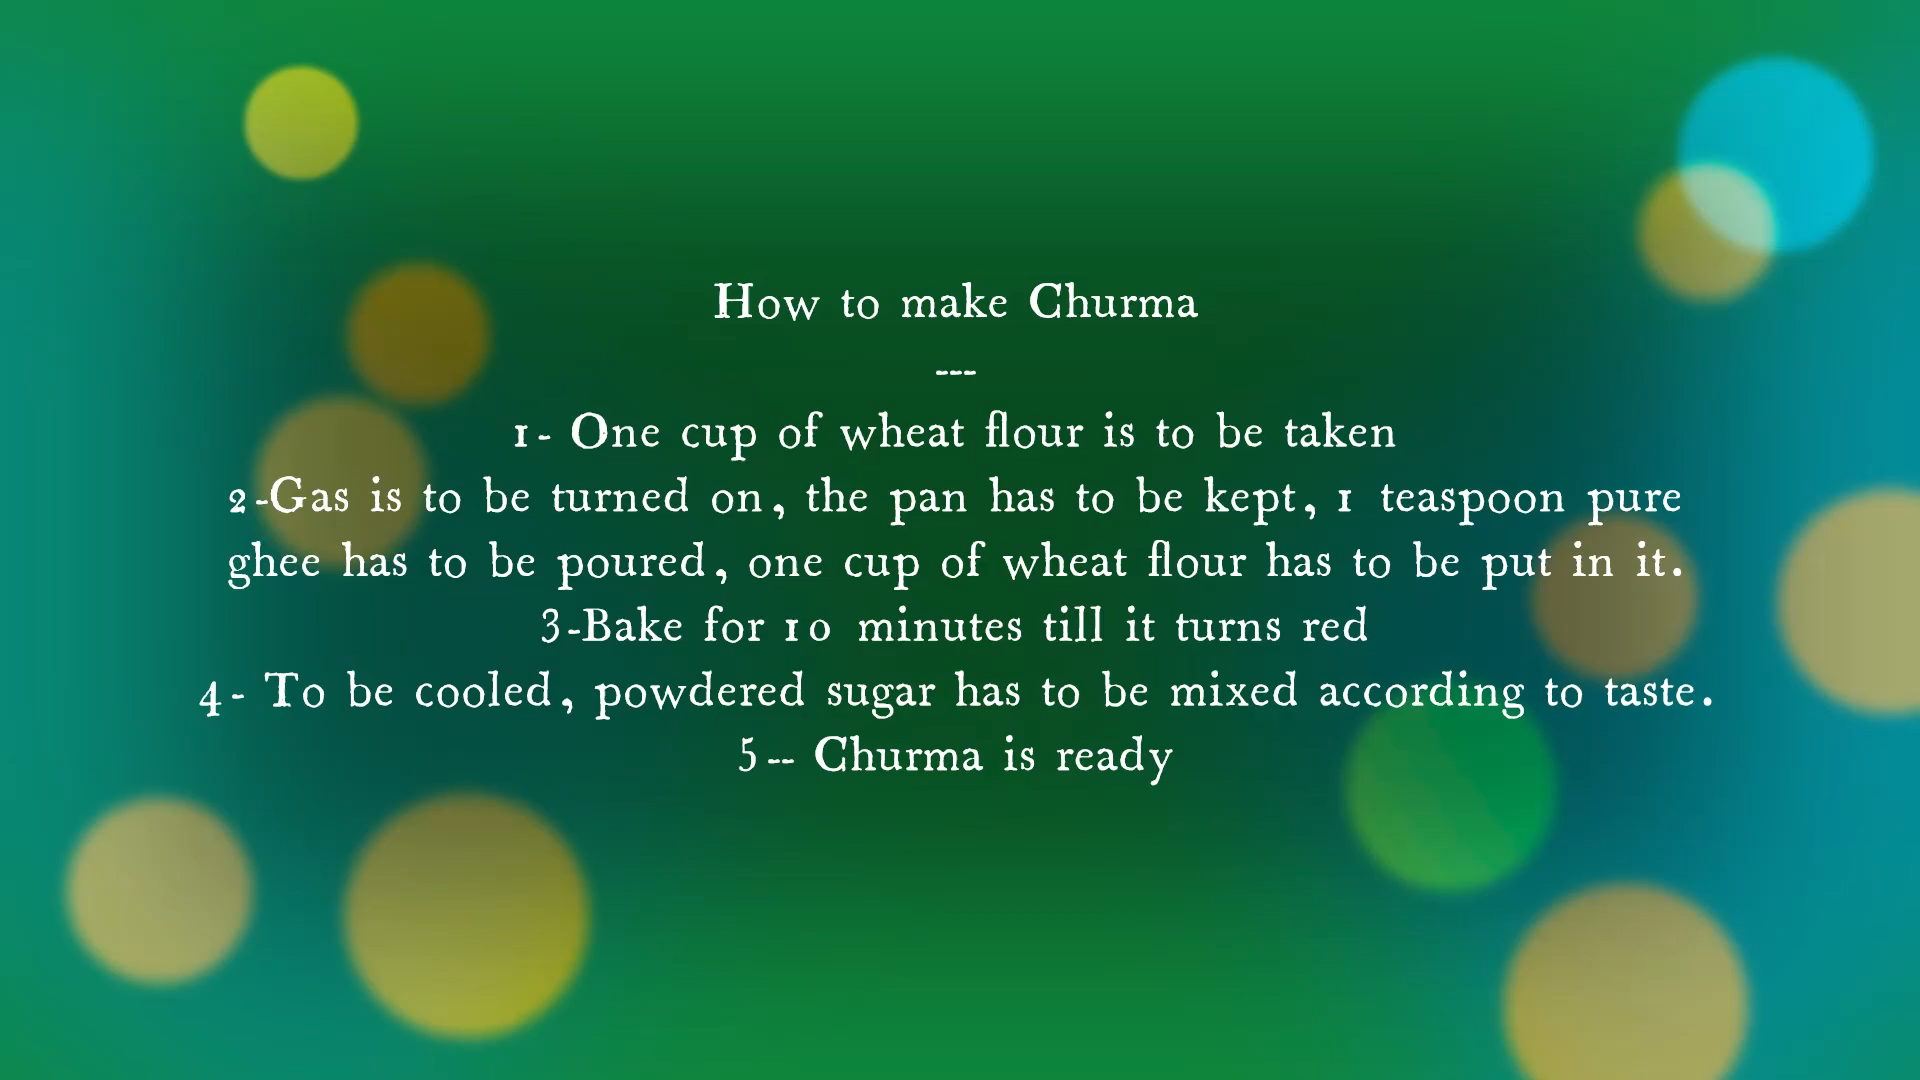 How to make Churma
---
1- One cup of wheat flour is to be taken
2-Gas is to be turned on, the pan has to be kept, 1 teaspoon pure
ghee has to be poured, one cup of wheat flour has to be put in it.
3-Bake for 10 minutes till it turns red
4- To be cooled, powdered sugar has to be mixed according to taste.
5-- Churma is ready